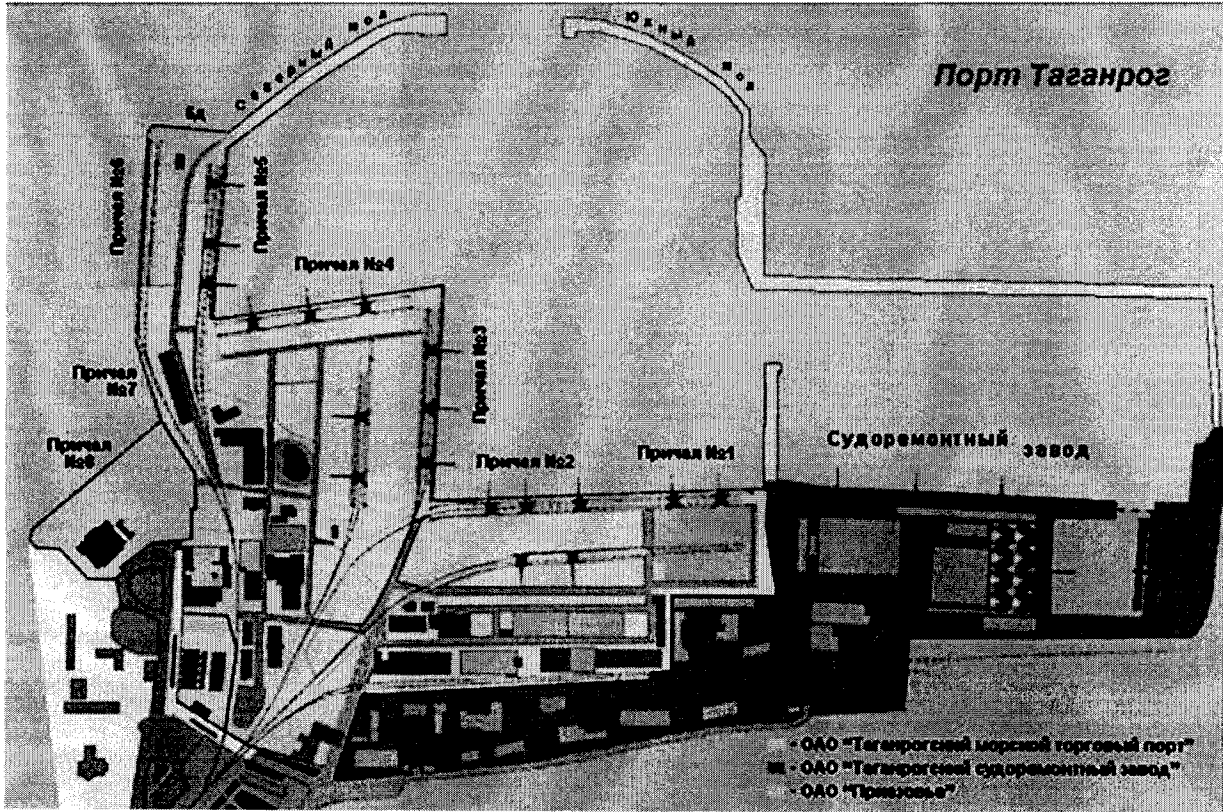 Северный мол
Южный мол
Порт Таганрог
Бд
Причал №6
Причал №5
Причал №4
Причал №3
Причал
№7
Причал
№8
Причал №2
Причал №1
Судоремонтный
завод
- ОАО "Таганрогский морской торговый порт"
- ОАО "Таганрогский судоремонтный завод"
- ОАО "Приазовье"